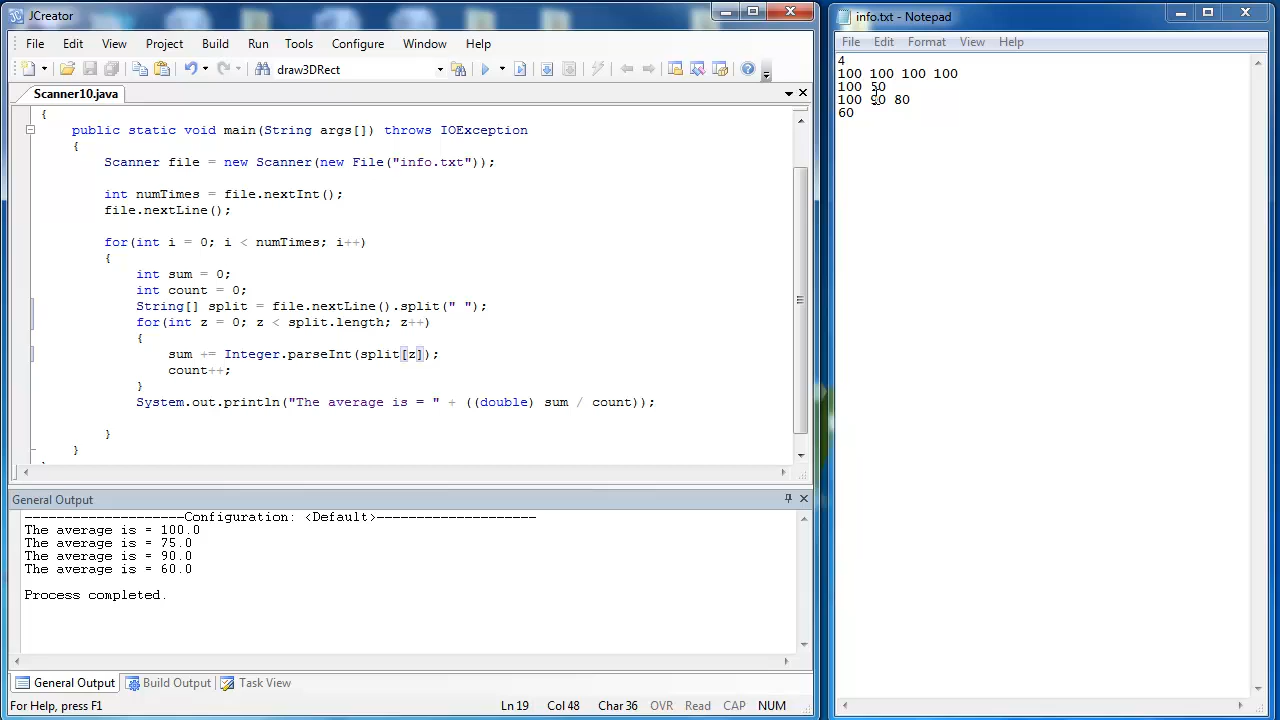 JCreator
File Edit View Project Build Run Tools Configure Window Help
draw3DRect
Scanner10.java
{
public static void main(String args[]) throws IOException
{
Scanner file = new Scanner(new File("info.txt"));
int numTimes = file.nextInt();
file.nextLine();
for(int i = 0; i < numTimes; i++)
{
int sum = 0;
int count = 0;
String[] split = file.nextLine().split(" ");
for(int z = 0; z < split.length; z++)
{
sum += Integer.parseInt(split[z]);
count++;
}
System.out.println("The average is = " + ((double) sum / count));
}
}
General Output
--------------------Configuration: <Default>--------------------
The average is = 100.0
The average is = 75.0
The average is = 90.0
The average is = 60.0
Process completed.
General Output Build Output Task View
For Help, press F1 Ln 19 Col 48 Char 36 OVR Read CAP NUM
info.txt - Notepad
File Edit Format View Help
4
100 100 100 100
100 50
100 90 80
60